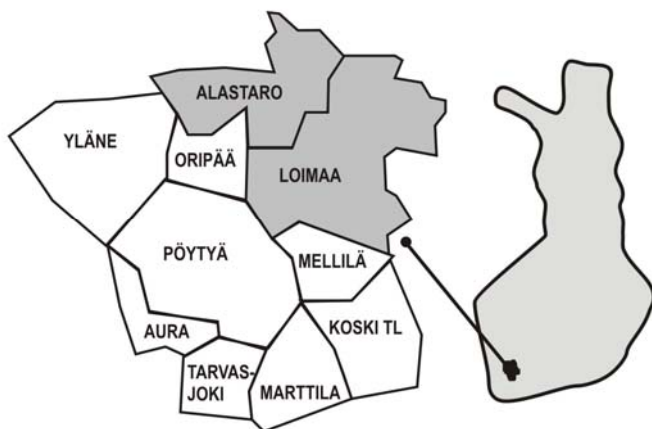 ALASTARO
YLÄNE
ORIPÄÄ
LOIMAA
PÖYTYÄ
MELLILÄ
AURA
KOSKI TL
TARVAS-
JOKI
MARTTILA